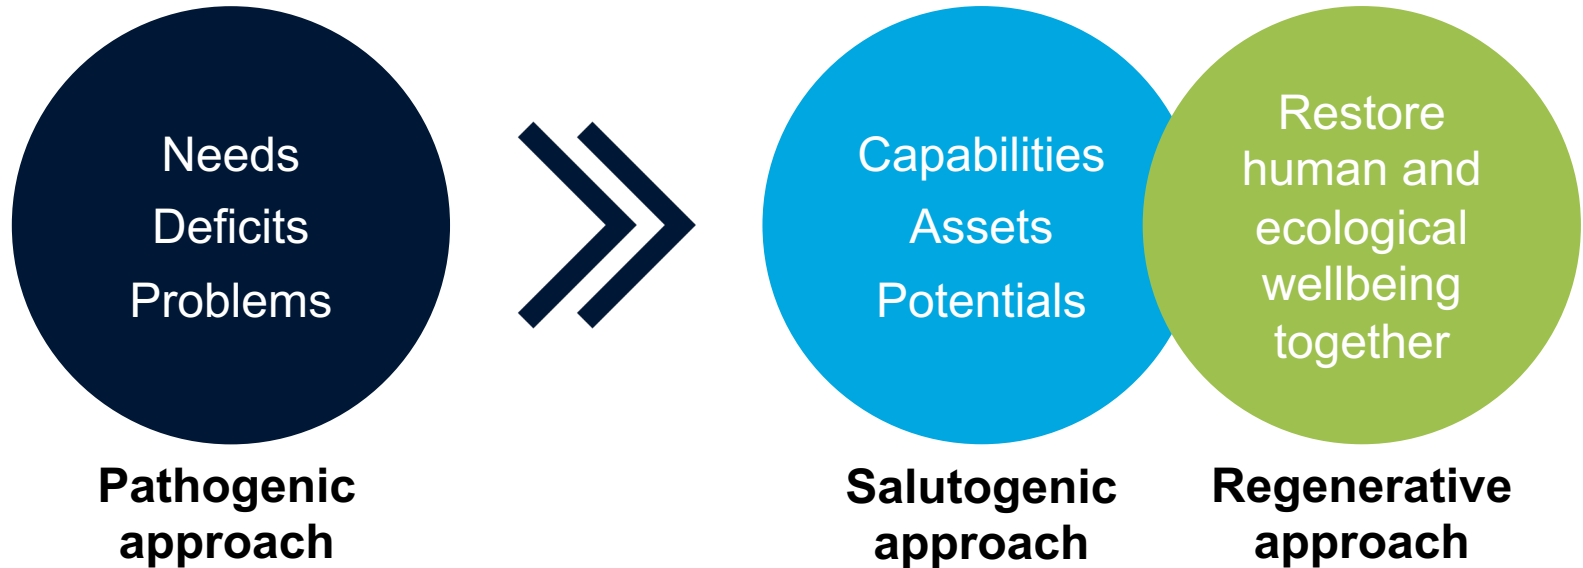 Needs
Deficits
Problems
Pathogenic
approach
Capabilities
Assets
Potentials
Salutogenic
approach
Restore
human and
ecological
wellbeing
together
Regenerative
approach